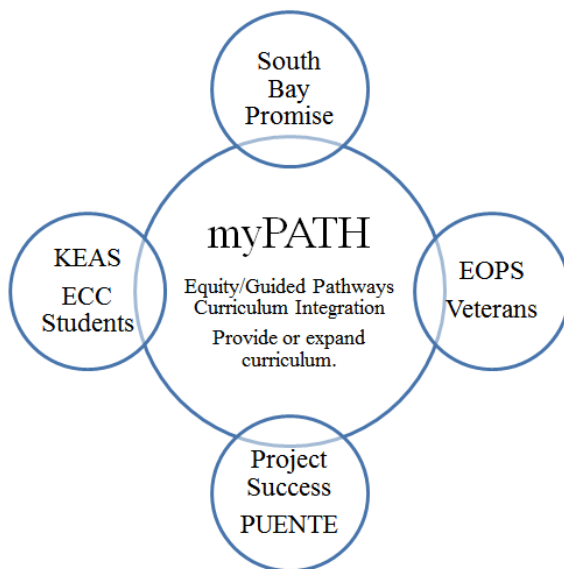 South
Bay
Promise
myPATH
Equity/Guided Pathways
Curriculum Integration
Provide or expand
curriculum.
KEAS
ECC
Students
EOPS
Veterans
Project
Success
PUENTE